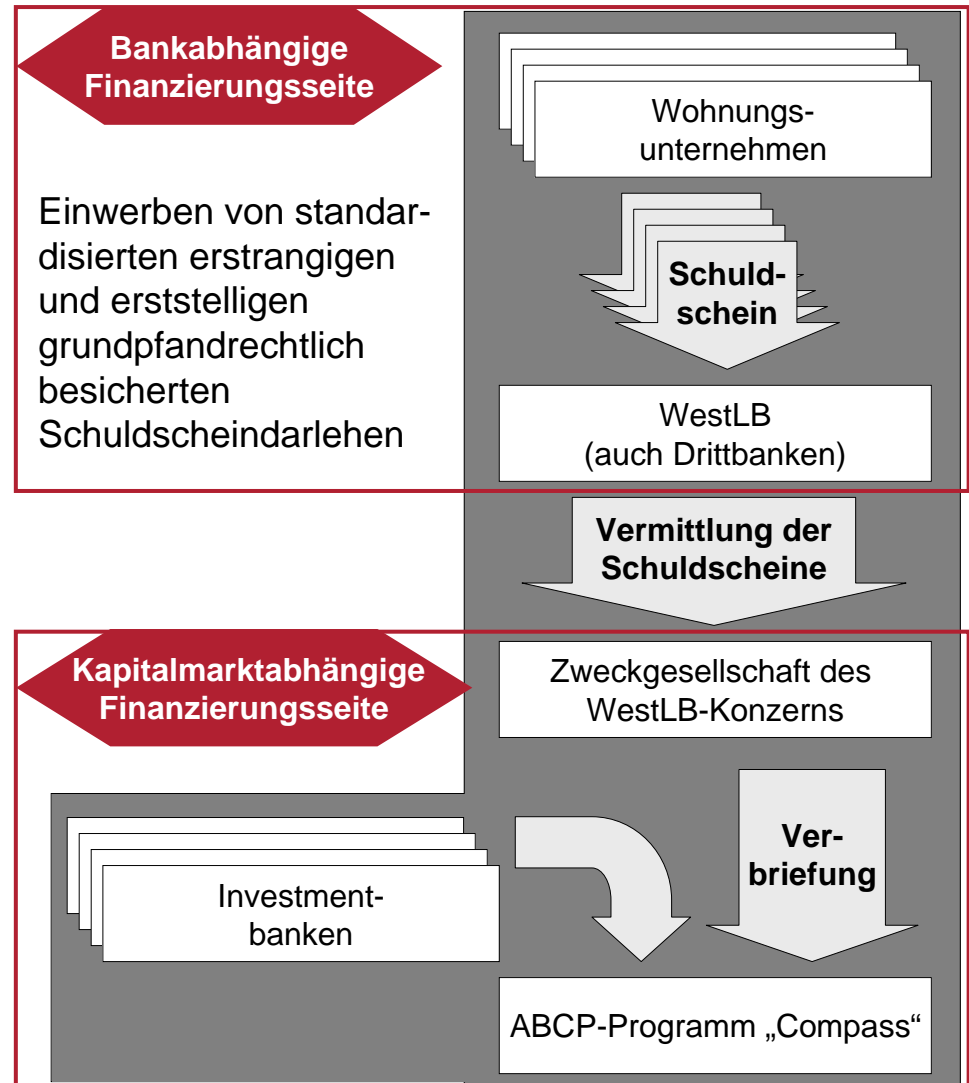 Bankabhängige
Finanzierungsseite
Wohnungs-
unternehmen
Einwerben von standar-
disierten erstrangigen
und erststelligen
grundpfandrechtlich
besicherten
Schuldscheindarlehen
Schuld-
schein
WestLB
(auch Drittbanken)
Vermittlung der
Schuldscheine
Kapitalmarktabhängige
Finanzierungsseite
Zweckgesellschaft des
WestLB-Konzerns
Ver-
briefung
Investment-
banken
ABCP-Programm „Compass“